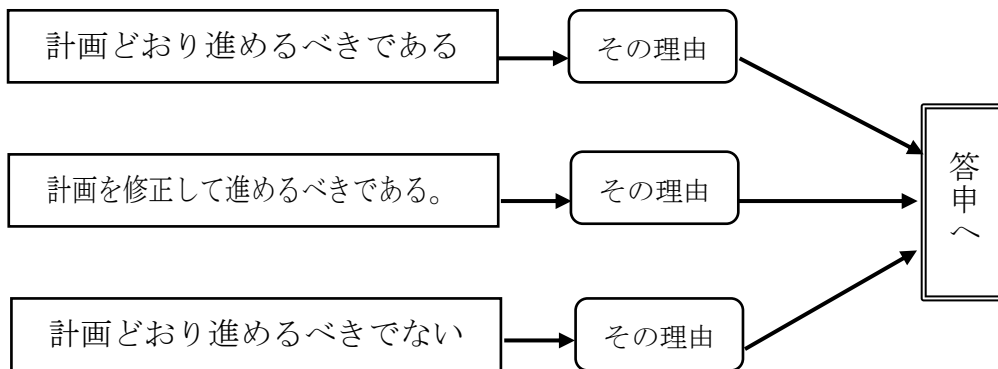 計画どおり進めるべきである
その理由
計画を修正して進めるべきである。
その理由
答申へ
計画どおり進めるべきでない
その理由